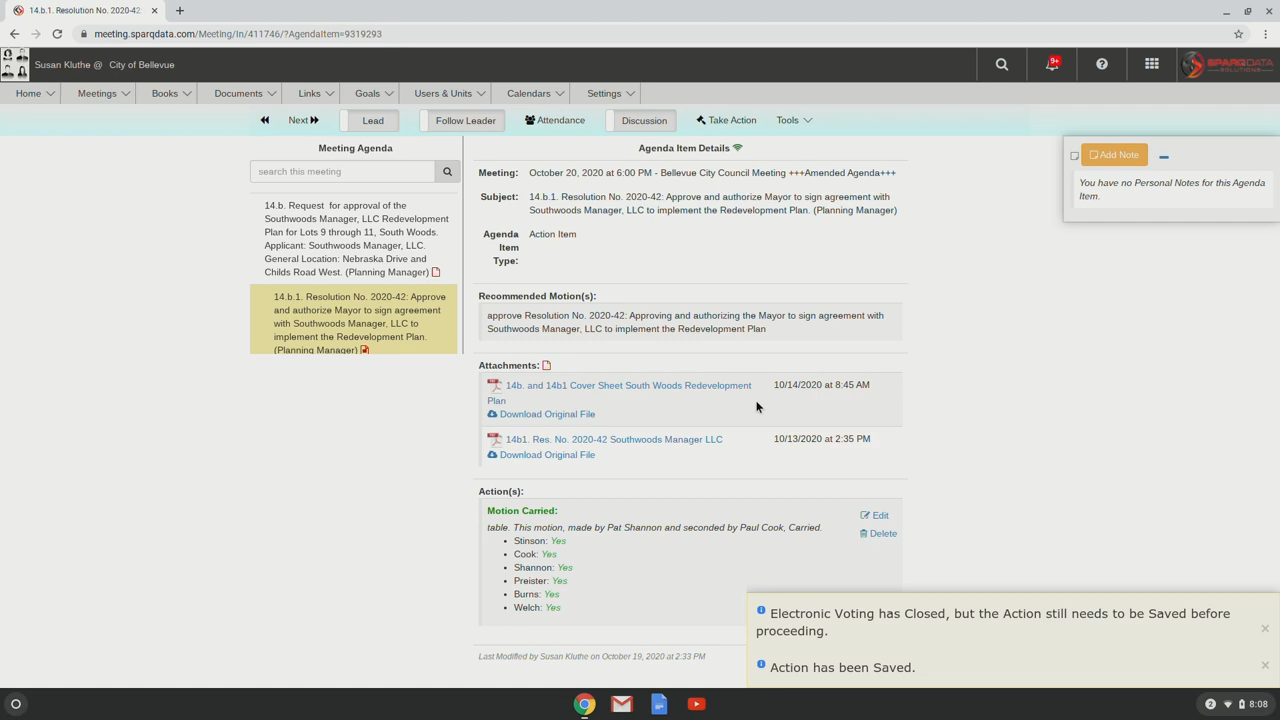 14.b.1. Resolution No. 2020-42:
meeting.sparqdata.com/Meeting/In/411746/?AgendaItem=9319293
Susan Kluthe @ City of Bellevue
9+
SPARQDATA
SOLUTIONS
Home
Meetings
Books
Documents
Links
Goals
Users & Units
Calendars
Settings
Next
Lead
Follow Leader
Attendance
Discussion
Take Action
Tools
Meeting Agenda
search this meeting
14.b. Request for approval of the
Southwoods Manager, LLC Redevelopment
Plan for Lots 9 through 11, South Woods.
Applicant: Southwoods Manager, LLC.
General Location: Nebraska Drive and
Childs Road West. (Planning Manager)
14.b.1. Resolution No. 2020-42: Approve
and authorize Mayor to sign agreement
with Southwoods Manager, LLC to
implement the Redevelopment Plan.
(Planning Manager)
Agenda Item Details
Meeting: October 20, 2020 at 6:00 PM - Bellevue City Council Meeting +++Amended Agenda+++
Subject: 14.b.1. Resolution No. 2020-42: Approve and authorize Mayor to sign agreement with
Southwoods Manager, LLC to implement the Redevelopment Plan. (Planning Manager)
Agenda Action Item
Item
Type:
Recommended Motion(s):
approve Resolution No. 2020-42: Approving and authorizing the Mayor to sign agreement with
Southwoods Manager, LLC to implement the Redevelopment Plan
Attachments:
14b. and 14b1 Cover Sheet South Woods Redevelopment 10/14/2020 at 8:45 AM
Plan
Download Original File
14b1. Res. No. 2020-42 Southwoods Manager LLC 10/13/2020 at 2:35 PM
Download Original File
Action(s):
Motion Carried:
Edit
table. This motion, made by Pat Shannon and seconded by Paul Cook, Carried.
Delete
Stinson: Yes
Cook: Yes
Shannon: Yes
Preister: Yes
Burns: Yes
Welch: Yes
Last Modified by Susan Kluthe on October 19, 2020 at 2:33 PM
Add Note
You have no Personal Notes for this Agenda
Item.
Electronic Voting has Closed, but the Action still needs to be Saved before
proceeding.
Action has been Saved.
2
8:08